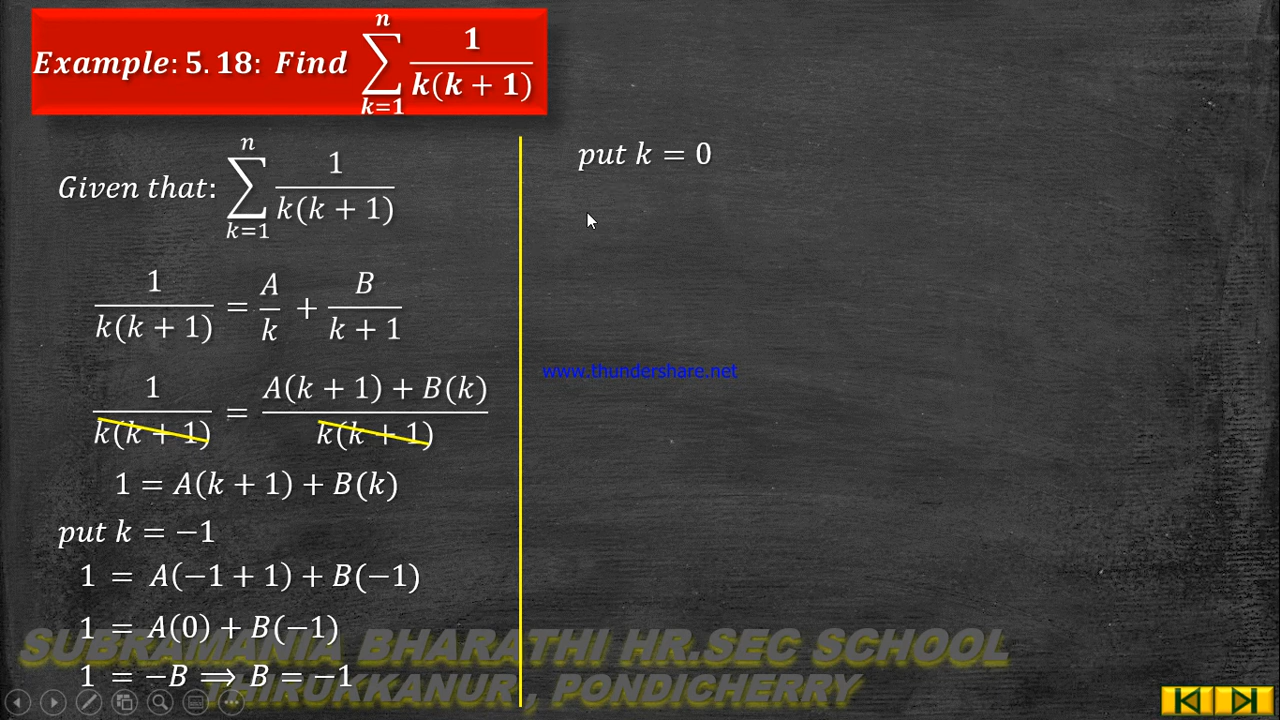 Example: 5.18: Find ∑_{k=1}^{n} 1/(k(k + 1))
Given that: ∑_{k=1}^{n} 1/(k(k + 1))
1/(k(k + 1)) = A/k + B/(k + 1)
1/(k(k + 1)) = (A(k + 1) + B(k))/(k(k + 1))
1 = A(k + 1) + B(k)
put k = −1
1 = A(−1 + 1) + B(−1)
1 = A(0) + B(−1)
1 = −B ⟹ B = −1
put k = 0
www.thundershare.net
SUBRAMANIA BHARATHI HR.SEC SCHOOL
THIRUKKANUR , PONDICHERRY